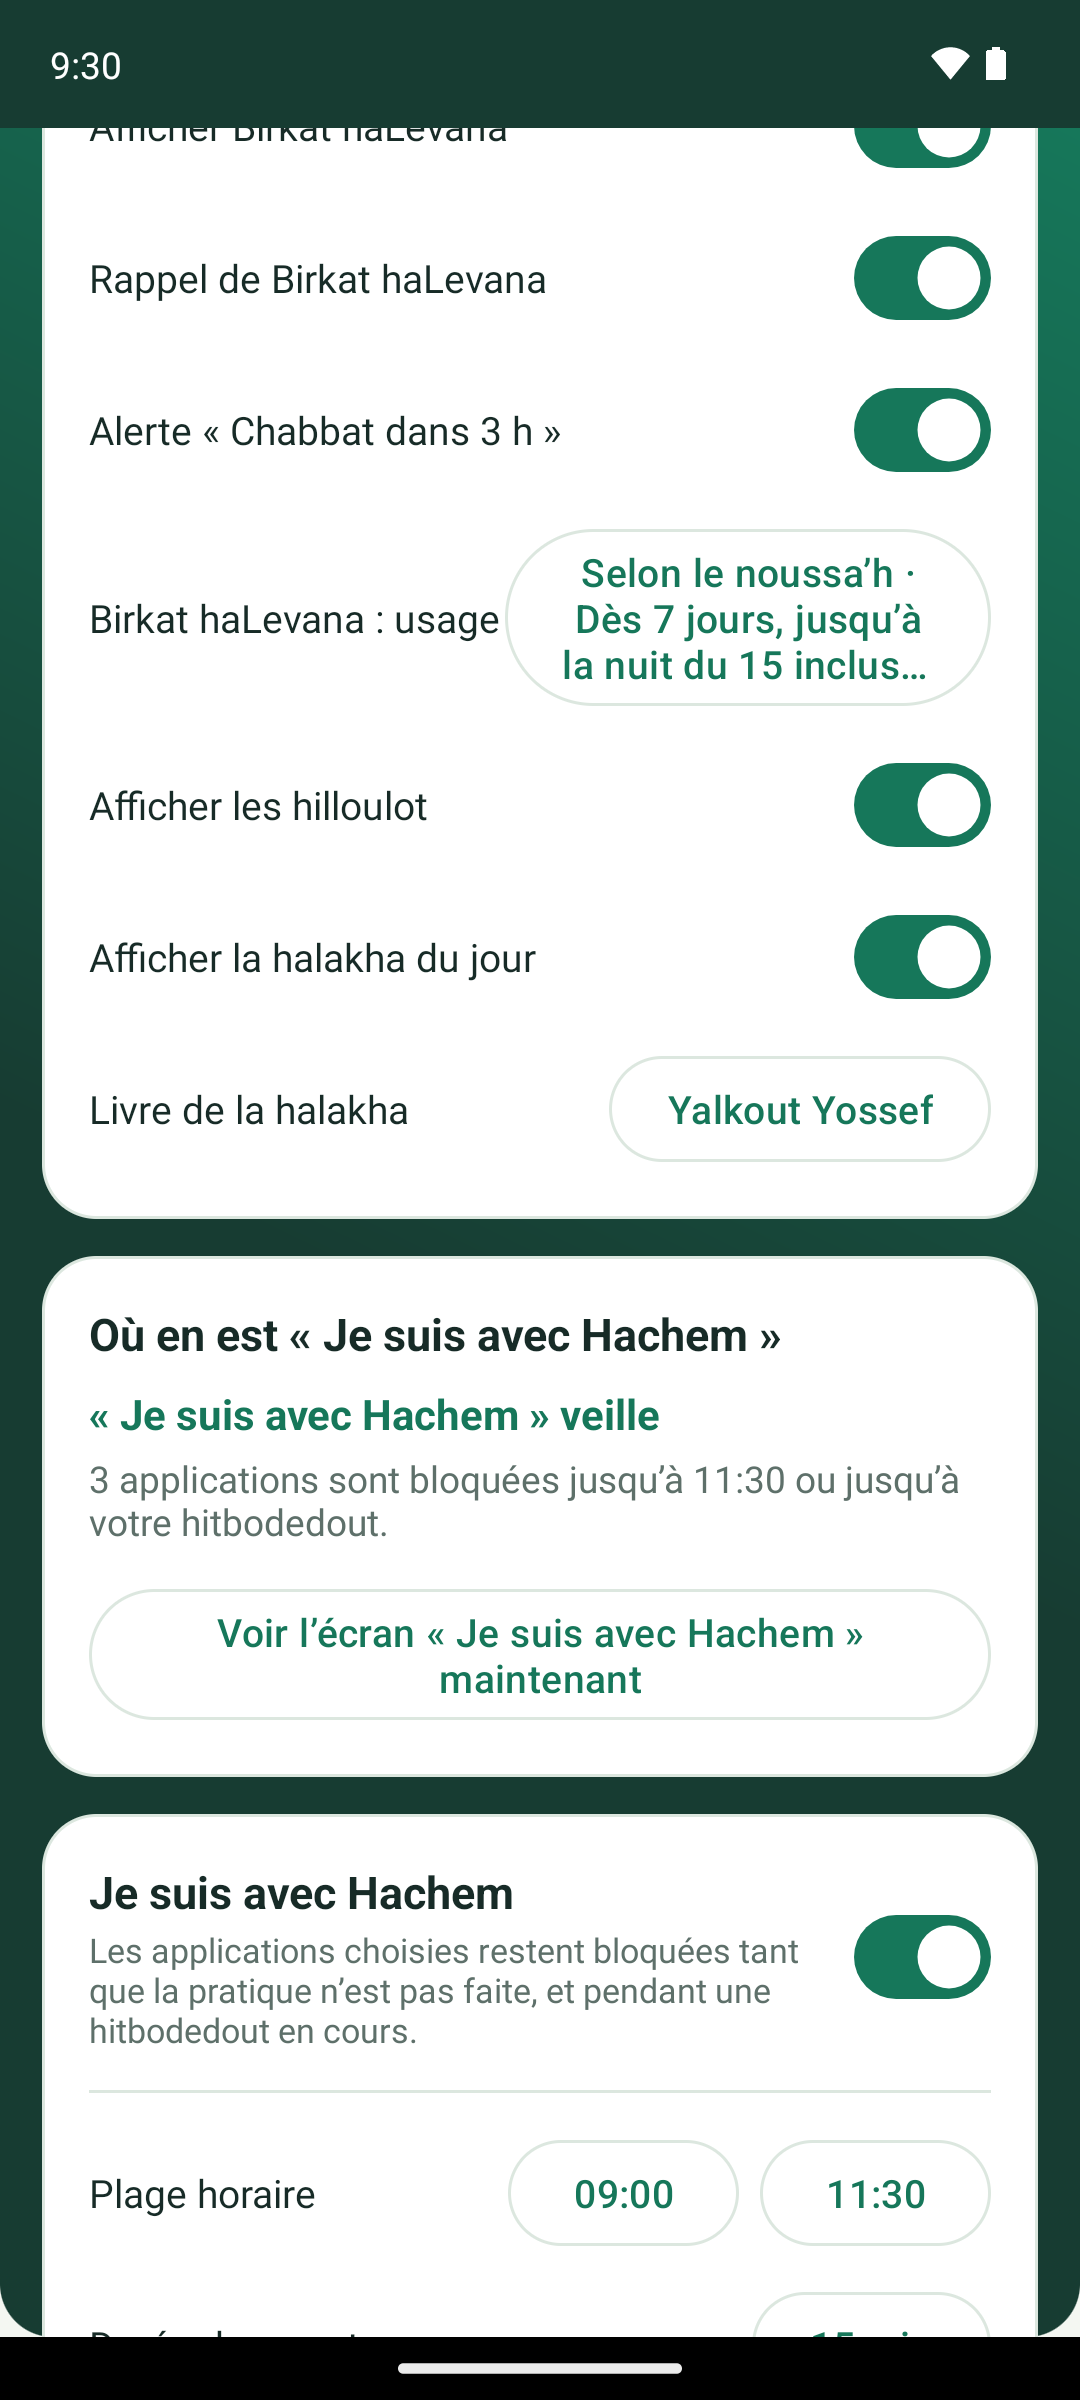 9:30
Afficher Birkat haLevana
Rappel de Birkat haLevana
Alerte « Chabbat dans 3 h »
Birkat haLevana : usage
Selon le noussa’h ·
Dès 7 jours, jusqu’à
la nuit du 15 inclus…
Afficher les hilloulot
Afficher la halakha du jour
Livre de la halakha
Yalkout Yossef
Où en est « Je suis avec Hachem »
« Je suis avec Hachem » veille
3 applications sont bloquées jusqu’à 11:30 ou jusqu’à
votre hitbodedout.
Voir l’écran « Je suis avec Hachem »
maintenant
Je suis avec Hachem
Les applications choisies restent bloquées tant
que la pratique n’est pas faite, et pendant une
hitbodedout en cours.
Plage horaire
09:00
11:30